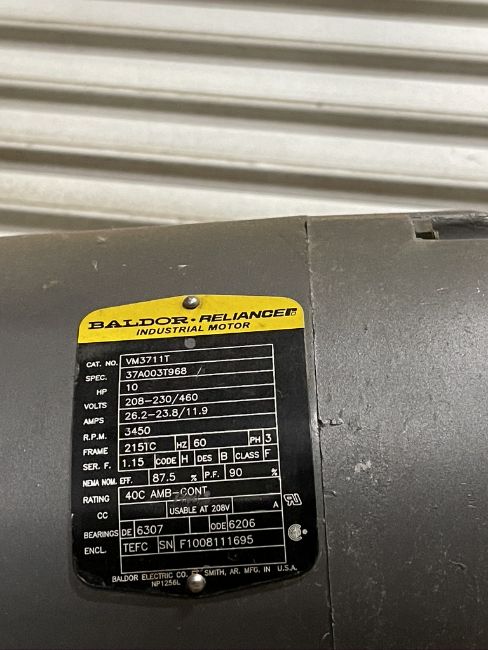 BALDOR • RELIANCE
INDUSTRIAL MOTOR
CAT. NO. VM3711T
SPEC. 37A003T968
HP 10
VOLTS 208-230/460
AMPS 26.2-23.8/11.9
R.P.M. 3450
FRAME 215TC HZ 60 PH 3
SER. F. 1.15 CODE H DES B CLASS F
NEMA NOM. EFF. 87.5 % P.F. 90 %
RATING 40C AMB-CONT
CC USABLE AT 208V A
BEARINGS DE 6307 ODE 6206
ENCL. TEFC SN F1008111695
BALDOR ELECTRIC CO. SMITH, AR. MFG. IN U.S.A.
NP1256L